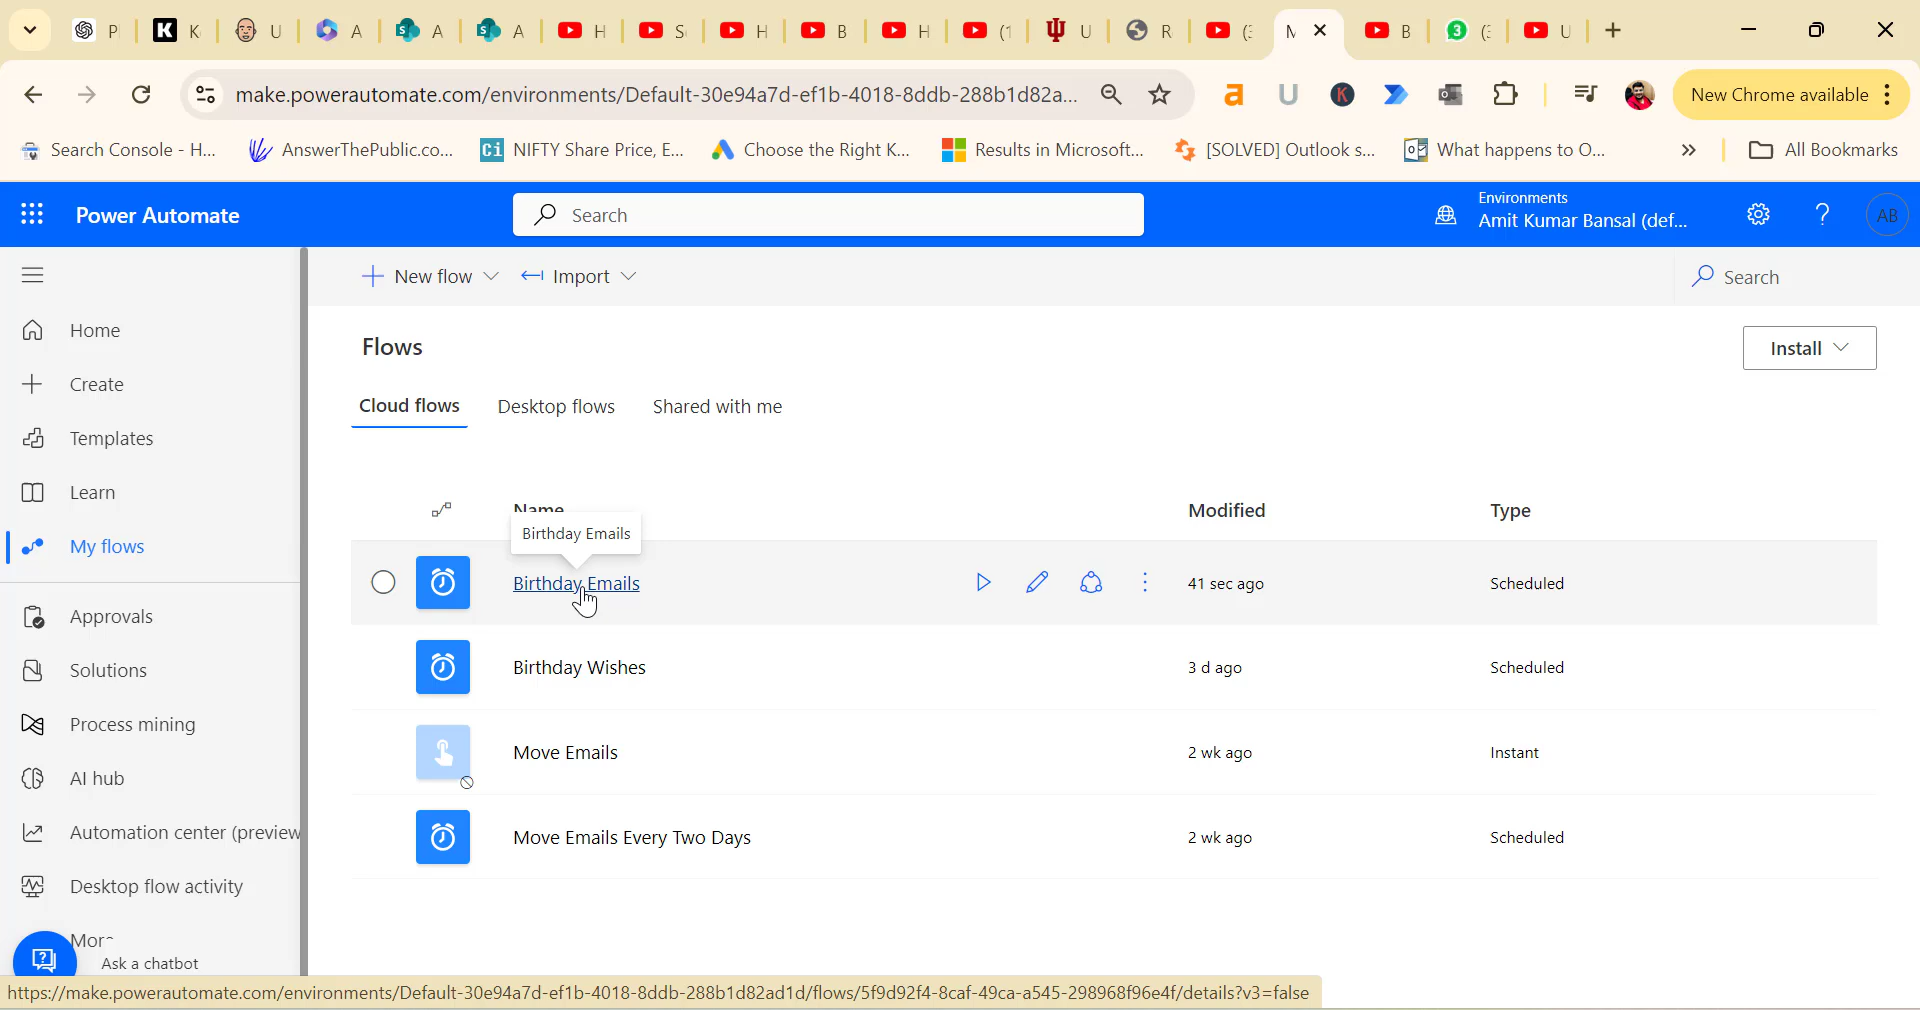 P
K
U
A
A
A
H
S
H
B
H
(1
U
R
(3
M
B
3
(3
U
make.powerautomate.com/environments/Default-30e94a7d-ef1b-4018-8ddb-288b1d82a...
New Chrome available
Search Console - H...
AnswerThePublic.co...
Ci
NIFTY Share Price, E...
Choose the Right K...
Results in Microsoft...
[SOLVED] Outlook s...
What happens to O...
All Bookmarks
Power Automate
Search
Environments
Amit Kumar Bansal (def...
AB
New flow
Import
Search
Home
Create
Templates
Learn
My flows
Approvals
Solutions
Process mining
AI hub
Automation center (preview
Desktop flow activity
More
Ask a chatbot
Flows
Install
Cloud flows
Desktop flows
Shared with me
Name
Modified
Type
Birthday Emails
Birthday Emails
41 sec ago
Scheduled
Birthday Wishes
3 d ago
Scheduled
Move Emails
2 wk ago
Instant
Move Emails Every Two Days
2 wk ago
Scheduled
https://make.powerautomate.com/environments/Default-30e94a7d-ef1b-4018-8ddb-288b1d82ad1d/flows/5f9d92f4-8caf-49ca-a545-298968f96e4f/details?v3=false